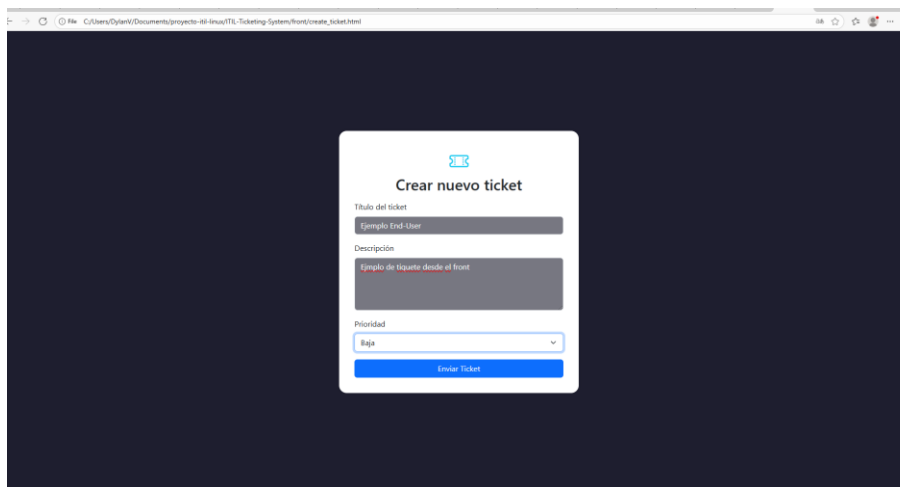 File C:/Users/DylanV/Documents/proyecto-itil-linux/ITIL-Ticketing-System/front/create_ticket.html
Crear nuevo ticket
Título del ticket
Ejemplo End-User
Descripción
Ejmplo de tiquete desde el front
Prioridad
Baja
Enviar Ticket